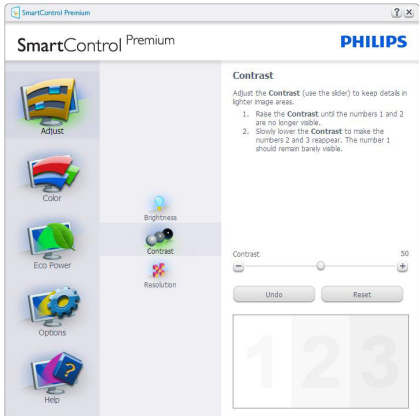 SmartControl Premium
? ×
SmartControl Premium
PHILIPS
Adjust
Color
Eco Power
Options
Help
Brightness
Contrast
Resolution
Contrast
Adjust the Contrast (use the slider) to keep details in
lighter image areas.
1. Raise the Contrast until the numbers 1 and 2
are no longer visible.
2. Slowly lower the Contrast to make the
numbers 2 and 3 reappear. The number 1
should remain barely visible.
Contrast 50
Undo Reset
1 2 3